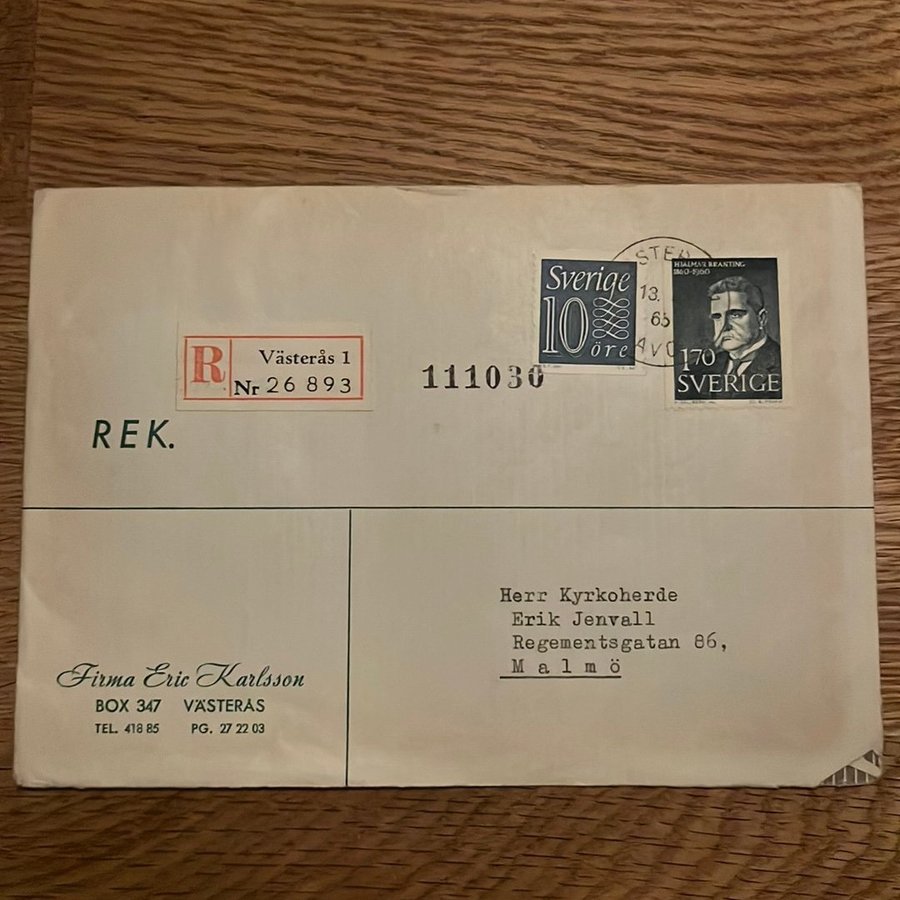 STER
13.
65
AVG
Sverige
10
öre
HJALMAR BRANTING
1860-1960
170
SVERIGE
R
Västerås 1
Nr 26 893
111030
REK.
Herr Kyrkoherde
Erik Jenvall
Regementsgatan 86,
Malmö
Firma Eric Karlsson
BOX 347 VÄSTERÅS
TEL. 418 85 PG. 27 22 03